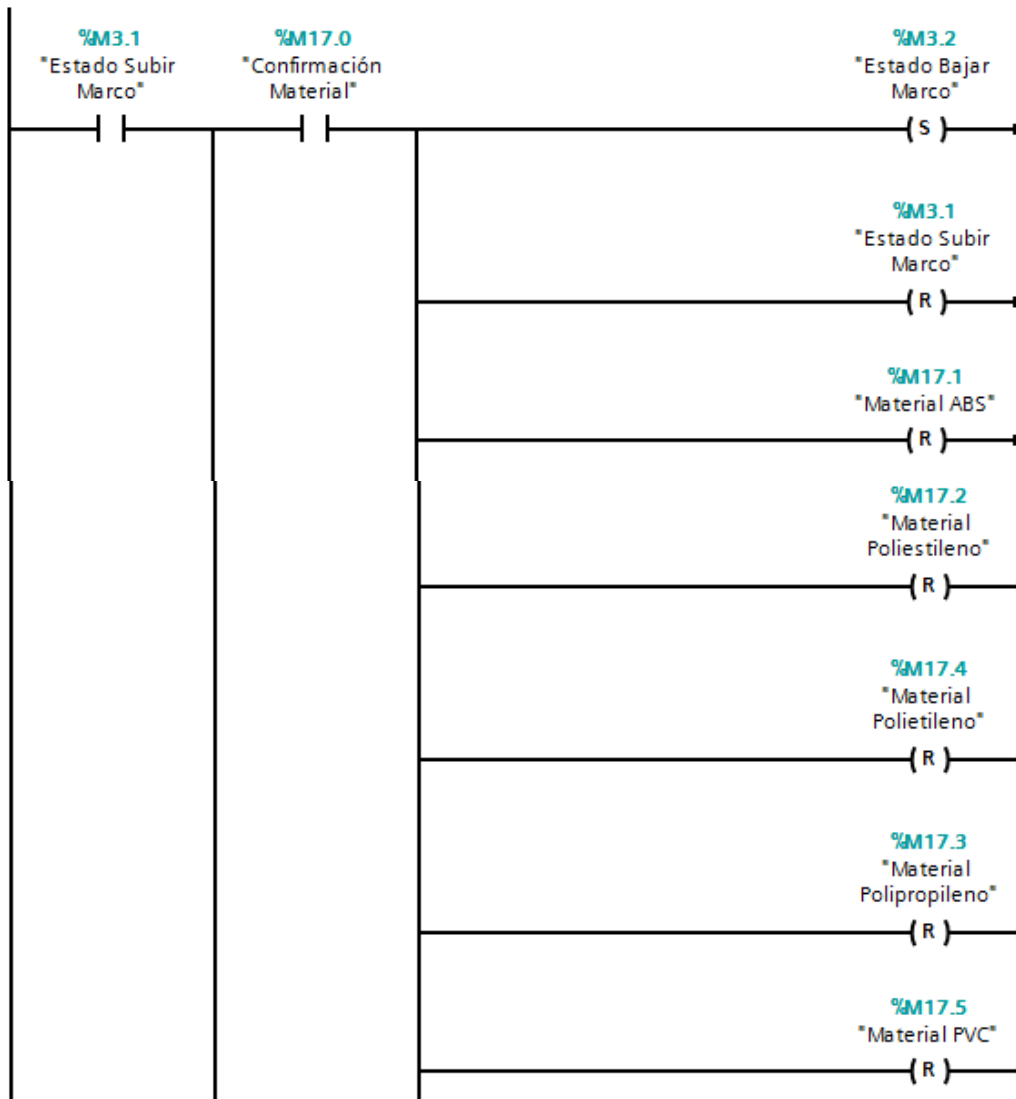 %M3.1
"Estado Subir
Marco"
%M17.0
"Confirmación
Material"
%M3.2
"Estado Bajar
Marco"
S
%M3.1
"Estado Subir
Marco"
R
%M17.1
"Material ABS"
R
%M17.2
"Material
Poliestileno"
R
%M17.4
"Material
Polietileno"
R
%M17.3
"Material
Polipropileno"
R
%M17.5
"Material PVC"
R